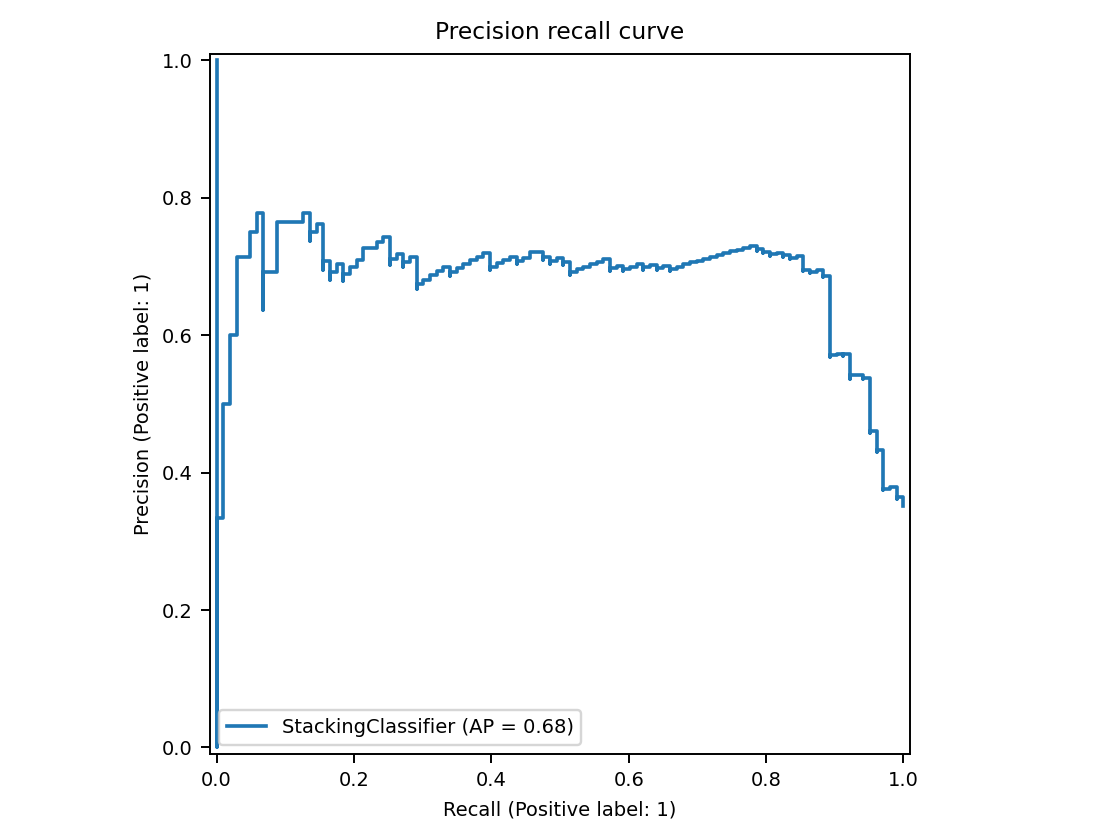 Precision recall curve
1.0
0.8
0.6
0.4
0.2
0.0
Precision (Positive label: 1)
StackingClassifier (AP = 0.68)
0.0 0.2 0.4 0.6 0.8 1.0
Recall (Positive label: 1)